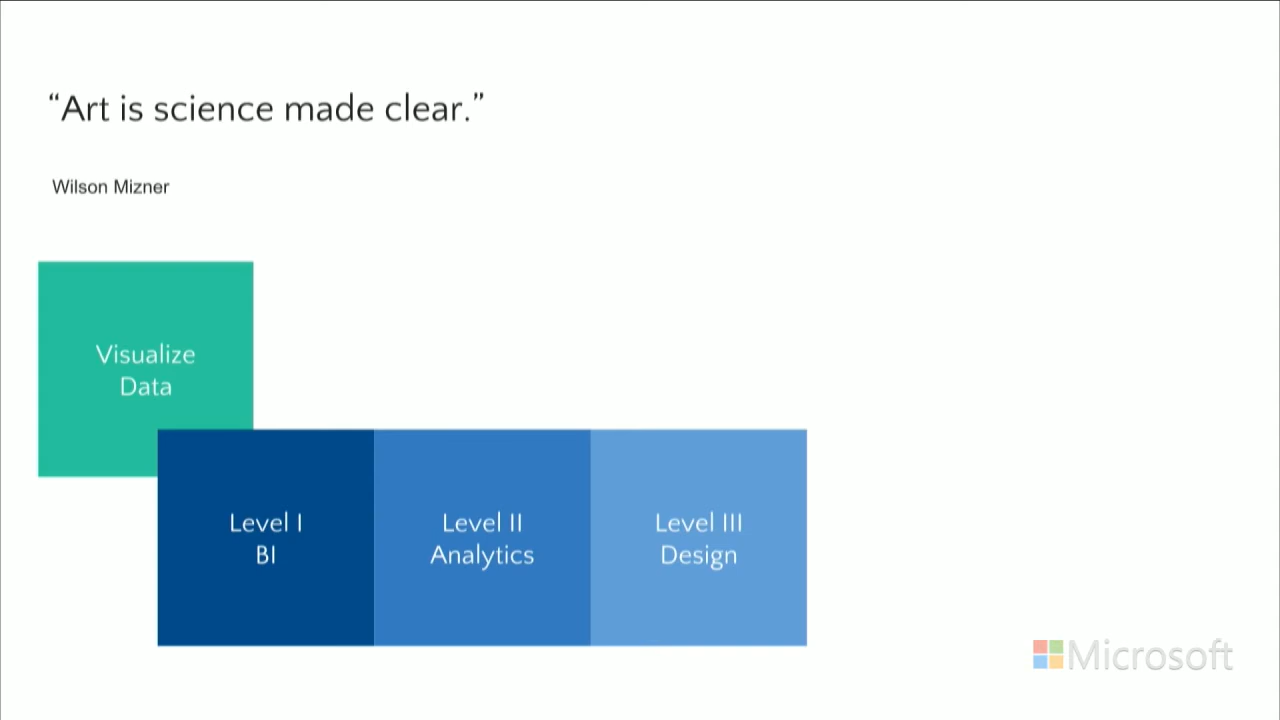 “Art is science made clear.”
Wilson Mizner
Visualize
Data
Level I
BI
Level II
Analytics
Level III
Design
Microsoft